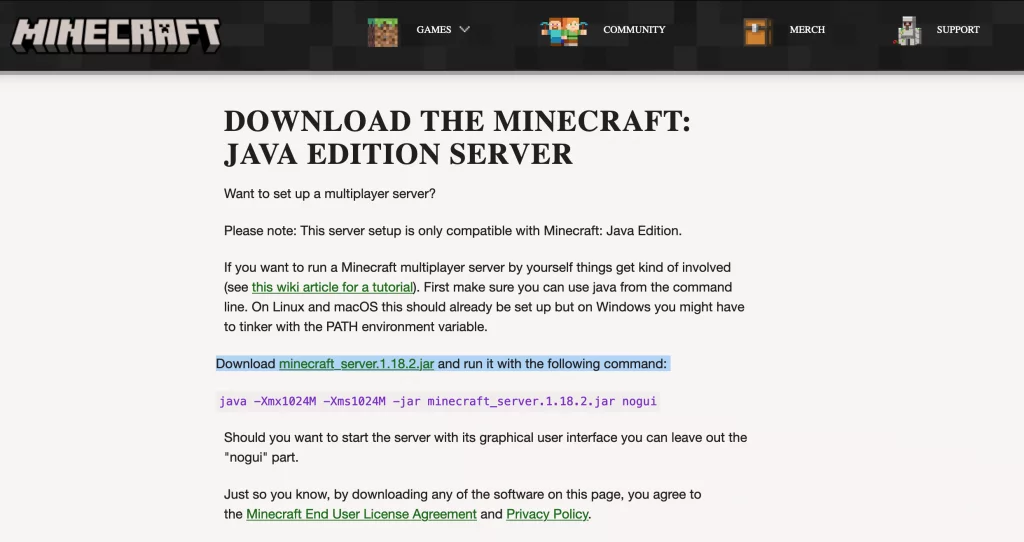 MINECRAFT
GAMES
COMMUNITY
MERCH
SUPPORT
DOWNLOAD THE MINECRAFT:
JAVA EDITION SERVER
Want to set up a multiplayer server?
Please note: This server setup is only compatible with Minecraft: Java Edition.
If you want to run a Minecraft multiplayer server by yourself things get kind of involved
(see this wiki article for a tutorial). First make sure you can use java from the command
line. On Linux and macOS this should already be set up but on Windows you might have
to tinker with the PATH environment variable.
Download minecraft_server.1.18.2.jar and run it with the following command:
java -Xmx1024M -Xms1024M -jar minecraft_server.1.18.2.jar nogui
Should you want to start the server with its graphical user interface you can leave out the
"nogui" part.
Just so you know, by downloading any of the software on this page, you agree to
the Minecraft End User License Agreement and Privacy Policy.